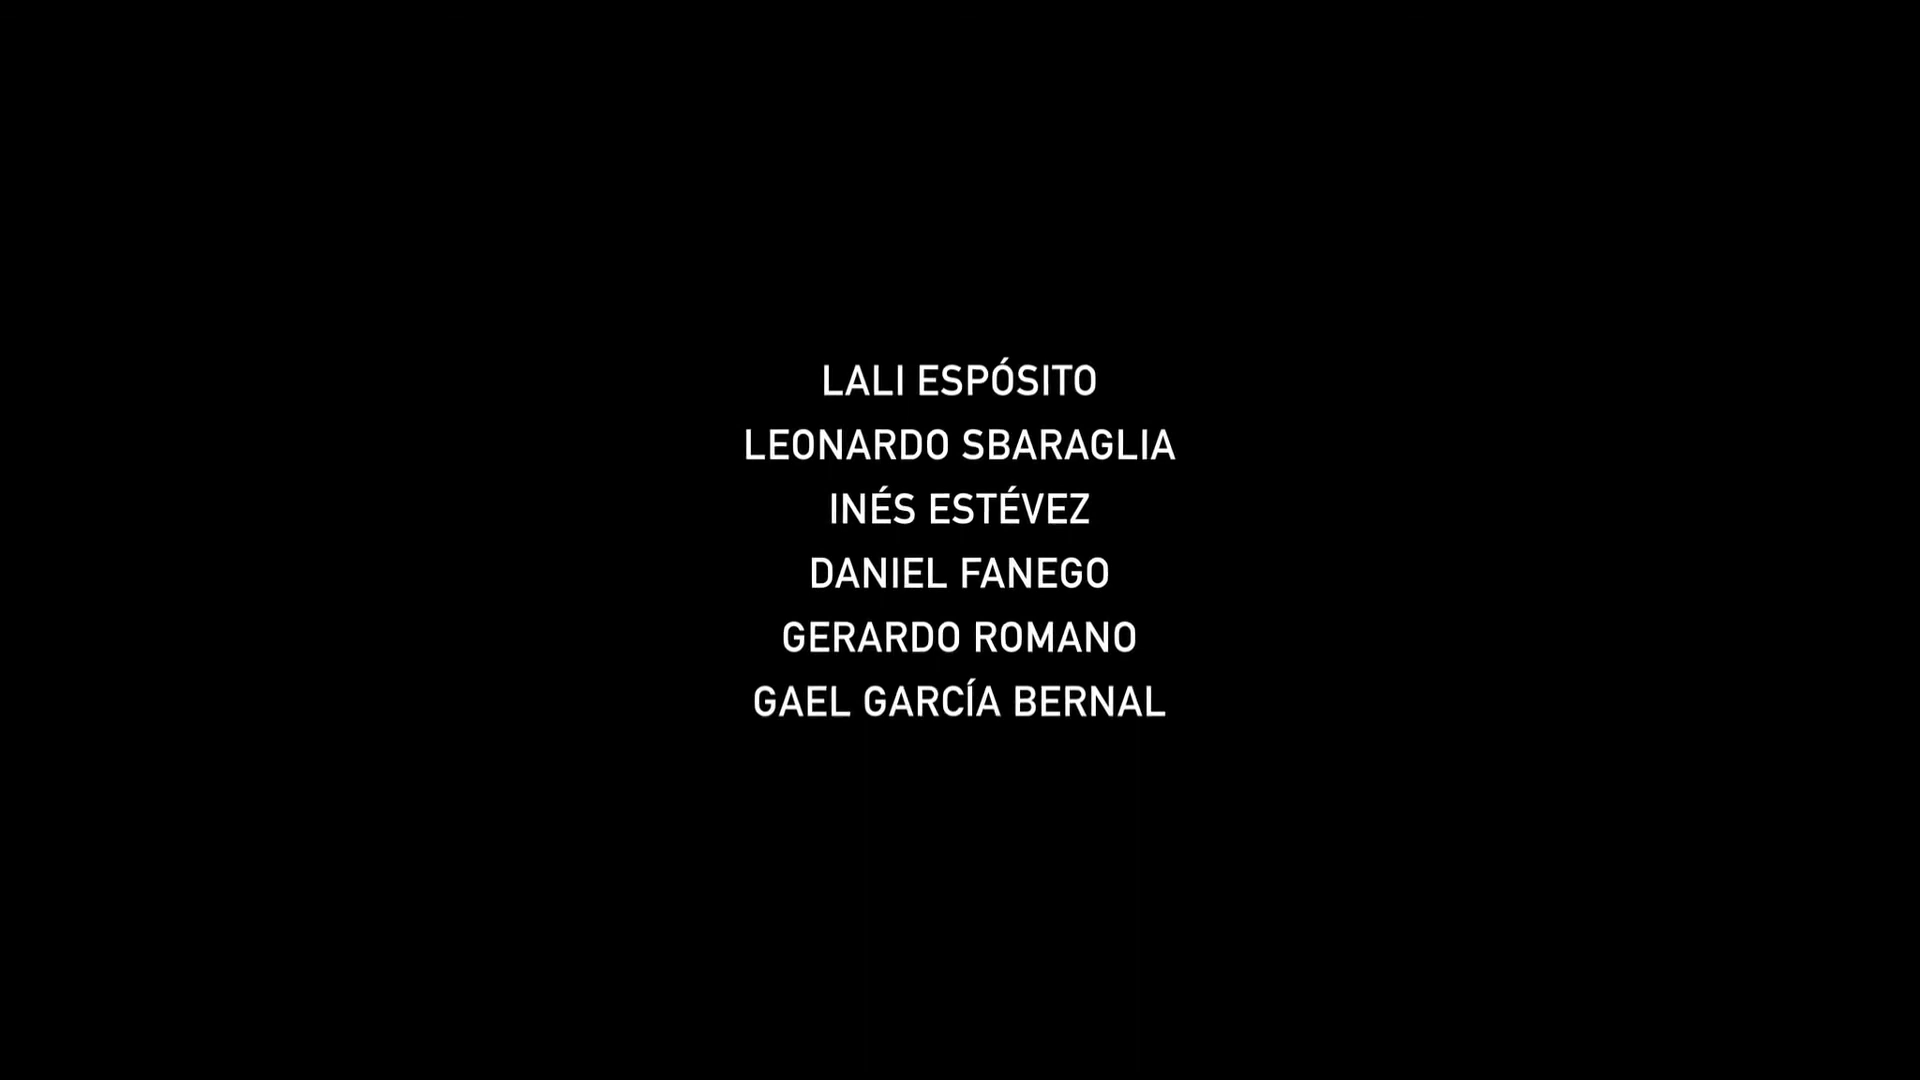 LALI ESPÓSITO
LEONARDO SBARAGLIA
INÉS ESTÉVEZ
DANIEL FANEGO
GERARDO ROMANO
GAEL GARCÍA BERNAL